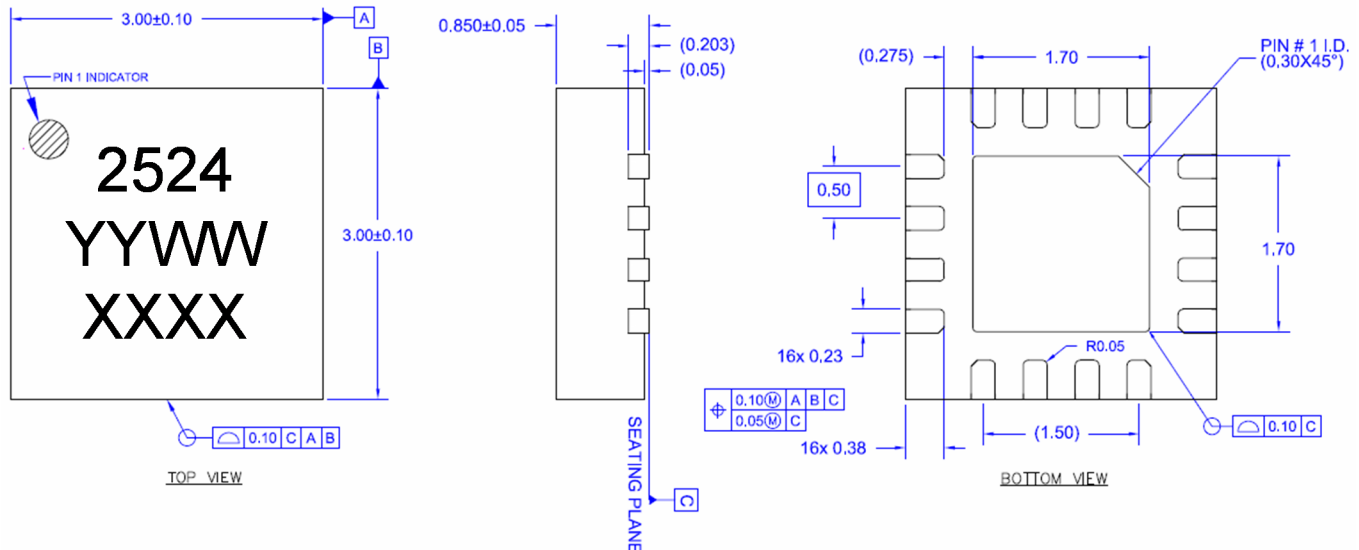 3.00±0.10
A
B
PIN 1 INDICATOR
2524
YYWW
XXXX
3.00±0.10
0.10 C A B
TOP VIEW
0.850±0.05
(0.203)
(0.05)
SEATING PLANE
C
(0.275)
1.70
PIN # 1 I.D.
(0.30X45°)
0.50
1.70
16x 0.23
R0.05
0.10Ⓜ A B C
0.05Ⓜ C
16x 0.38
(1.50)
0.10 C
BOTTOM VIEW